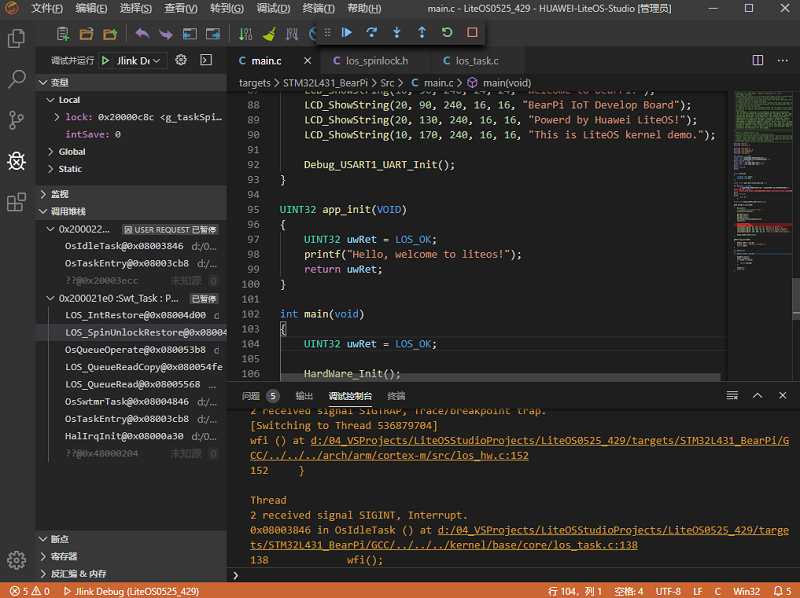 文件(F) 编辑(E) 选择(S) 查看(V) 转到(G) 调试(D) 终端(T) 帮助(H) main.c - LiteOS0525_429 - HUAWEI-LiteOS-Studio [管理员]
调试并运行 Jlink De
C main.c × C los_spinlock.h C los_task.c
targets > STM32L431_BearPi > Src > C main.c > main(void)
变量
Local
lock: 0x20000c8c <g_taskSpi...
intSave: 0
Global
Static
监视
调用堆栈
0x200022... USER REQUEST 已暂停
OsIdleTask@0x08003846 d:/0...
OsTaskEntry@0x08003cb8 d:/...
??@0x20003ecc 未知源 0
0x200021e0 :Swt_Task : P... 已暂停
LOS_IntRestore@0x08004d00 d
LOS_SpinUnlockRestore@0x08004
OsQueueOperate@0x080053b8 d
LOS_QueueReadCopy@0x080054fe
LOS_QueueRead@0x08005568 ...
OsSwtmrTask@0x08004846 d:/...
OsTaskEntry@0x08003cb8 d:/...
HalIrqInit@0x08000a30 d:/0...
??@0x48000204 未知源 0
断点
寄存器
反汇编 & 内存
88 LCD_ShowString(20, 90, 240, 16, 16, "BearPi IoT Develop Board");
89 LCD_ShowString(20, 130, 240, 16, 16, "Powerd by Huawei LiteOS!");
90 LCD_ShowString(10, 170, 240, 16, 16, "This is LiteOS kernel demo.");
91
92 Debug_USART1_UART_Init();
93 }
94
95 UINT32 app_init(VOID)
96 {
97 UINT32 uwRet = LOS_OK;
98 printf("Hello, welcome to liteos!");
99 return uwRet;
100 }
101
102 int main(void)
103 {
104 UINT32 uwRet = LOS_OK;
105
106 HardWare_Init();
问题 5 输出 调试控制台 终端
2 received signal SIGTRAP, Trace/breakpoint trap.
[Switching to Thread 536879704]
wfi () at d:/04_VSProjects/LiteOSStudioProjects/LiteOS0525_429/targets/STM32L431_BearPi/G
CC/../../../arch/arm/cortex-m/src/los_hw.c:152
152 }
Thread
2 received signal SIGINT, Interrupt.
0x08003846 in OsIdleTask () at d:/04_VSProjects/LiteOSStudioProjects/LiteOS0525_429/targe
ts/STM32L431_BearPi/GCC/../../../kernel/base/core/los_task.c:138
138 wfi();
5 0 Jlink Debug (LiteOS0525_429) 行 104, 列 1 空格: 4 UTF-8 LF C Win32 5